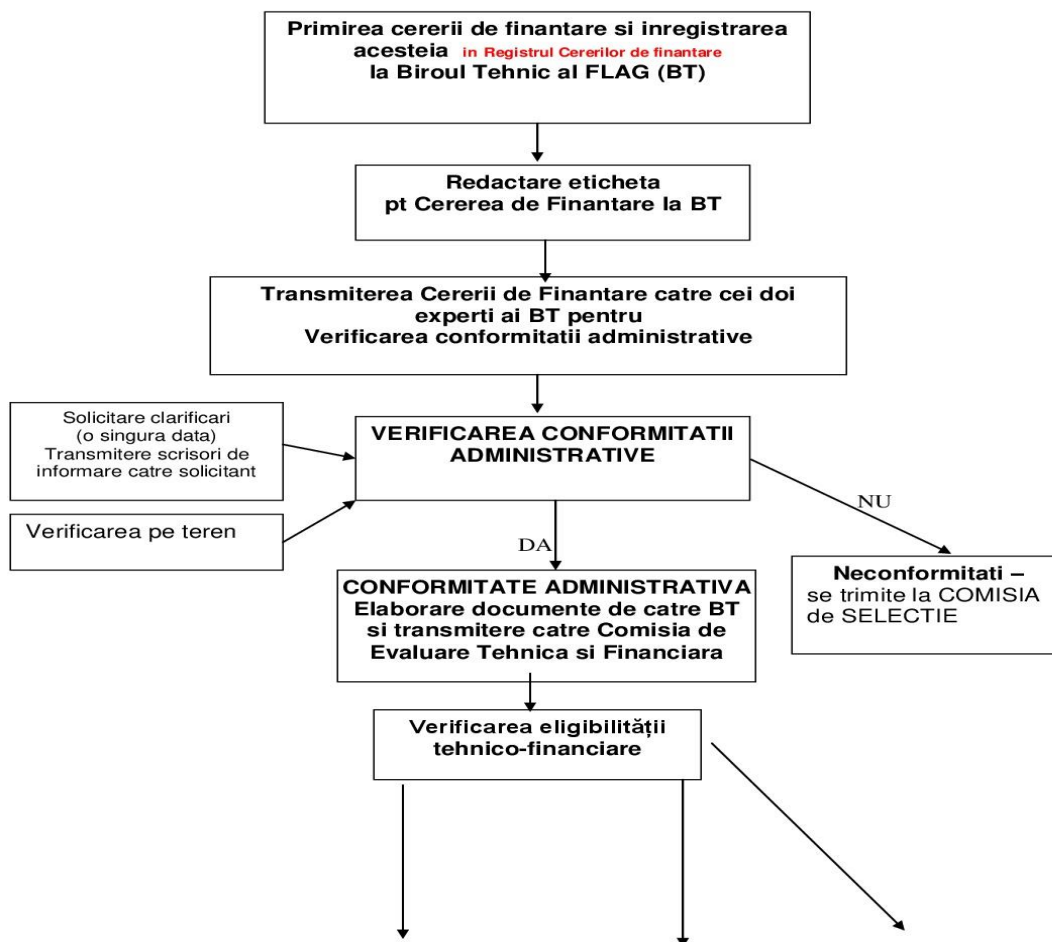 Primirea cererii de finantare si inregistrarea
acesteia in Registrul Cererilor de finantare
la Biroul Tehnic al FLAG (BT)
Redactare eticheta
pt Cererea de Finantare la BT
Transmiterea Cererii de Finantare catre cei doi
experti ai BT pentru
Verificarea conformitatii administrative
Solicitare clarificari
(o singura data)
Transmitere scrisori de
informare catre solicitant
VERIFICAREA CONFORMITATII
ADMINISTRATIVE
Verificarea pe teren
NU
DA
Neconformitati –
se trimite la COMISIA
de SELECTIE
CONFORMITATE ADMINISTRATIVA
Elaborare documente de catre BT
si transmitere catre Comisia de
Evaluare Tehnica si Financiara
Verificarea eligibilității
tehnico-financiare